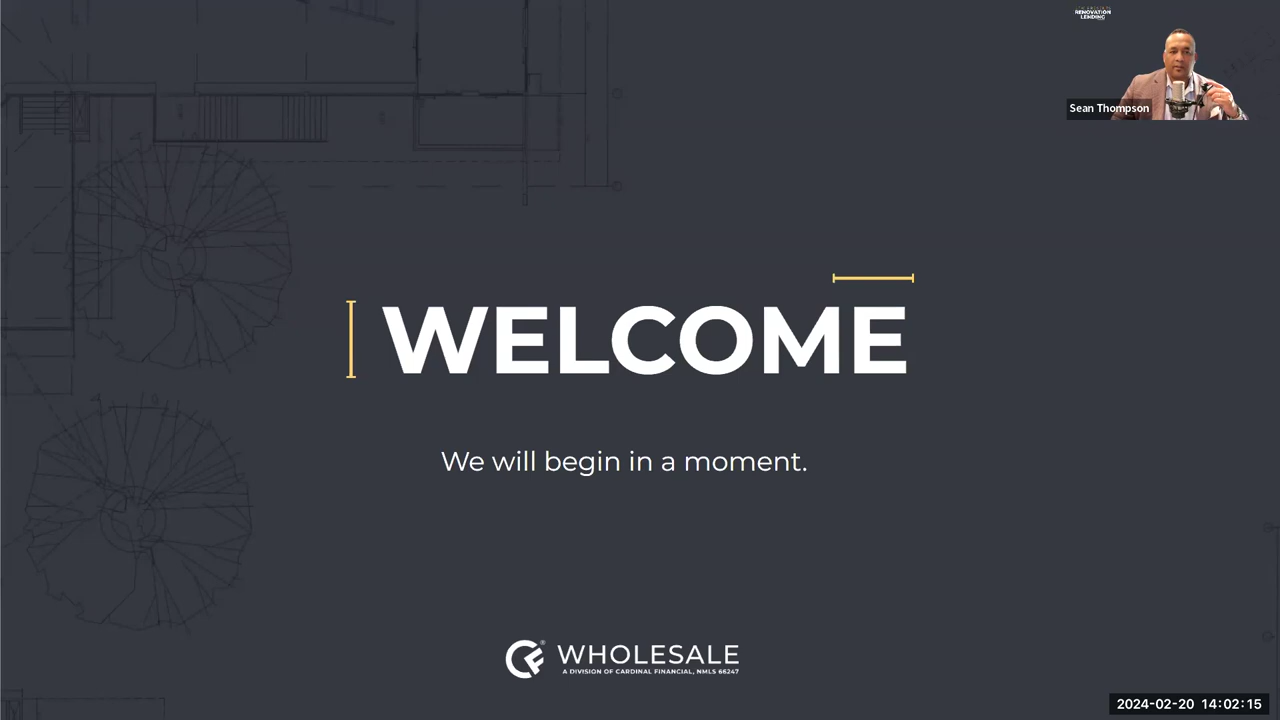 RENOVATION
LENDING
Sean Thompson
WELCOME
We will begin in a moment.
WHOLESALE
A DIVISION OF CARDINAL FINANCIAL, NMLS 66247
2024-02-20 14:02:15